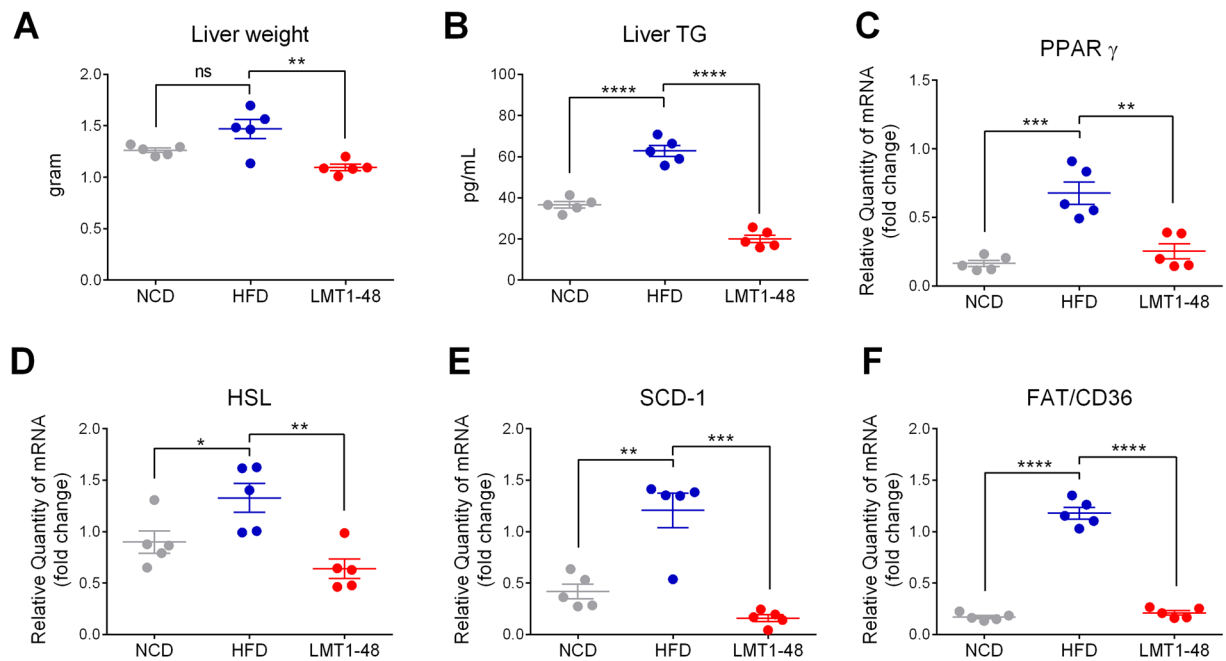 A
Liver weight
ns
**
gram
2.0
1.5
1.0
0.5
0.0
NCD
HFD
LMT1-48
B
Liver TG
****
****
pg/mL
100
80
60
40
20
0
NCD
HFD
LMT1-48
C
PPAR γ
***
**
Relative Quantity of mRNA
(fold change)
1.5
1.0
0.5
0.0
NCD
HFD
LMT1-48
D
HSL
*
**
Relative Quantity of mRNA
(fold change)
2.0
1.5
1.0
0.5
0.0
NCD
HFD
LMT1-48
E
SCD-1
**
***
Relative Quantity of mRNA
(fold change)
2.0
1.5
1.0
0.5
0.0
NCD
HFD
LMT1-48
F
FAT/CD36
****
****
Relative Quantity of mRNA
(fold change)
2.0
1.5
1.0
0.5
0.0
NCD
HFD
LMT1-48